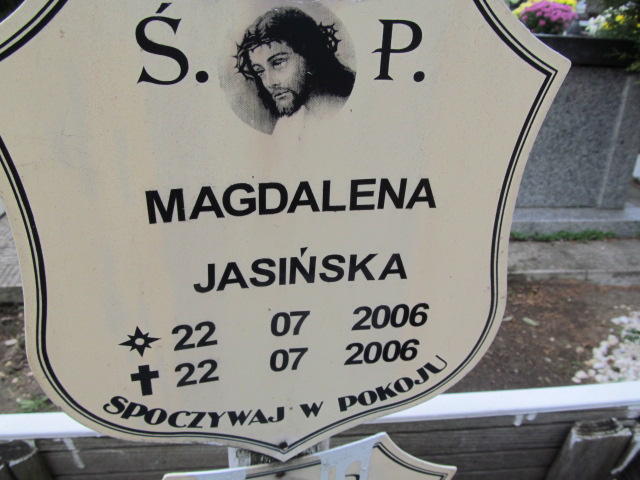 Ś. P.
MAGDALENA
JASIŃSKA
22 07 2006
22 07 2006
SPOCZYWAJ W POKOJU